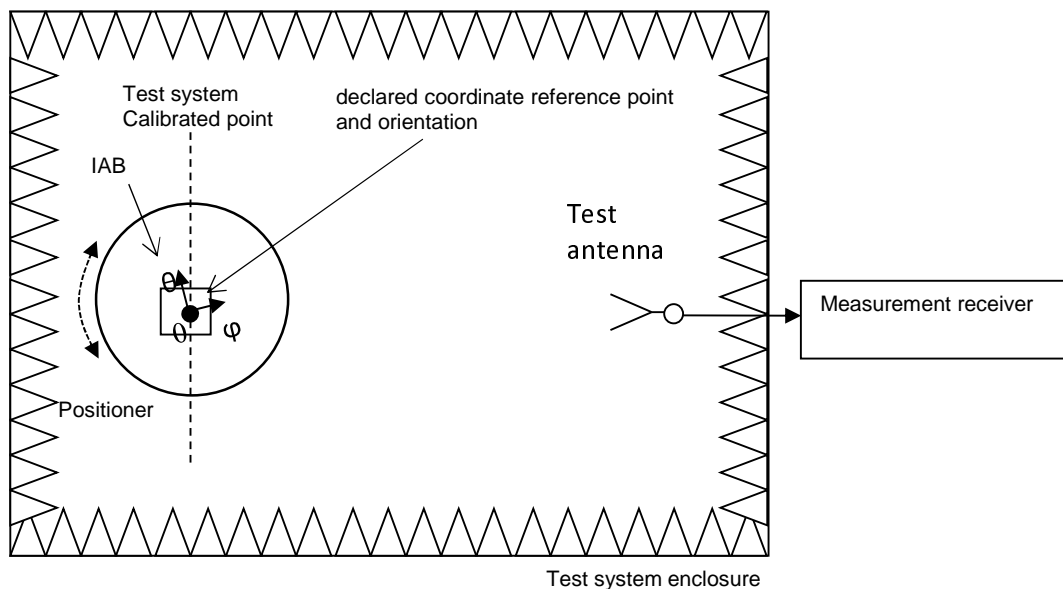 Test system
Calibrated point
declared coordinate reference point
and orientation
IAB
Test
antenna
θ
0
φ
Measurement receiver
Positioner
Test system enclosure